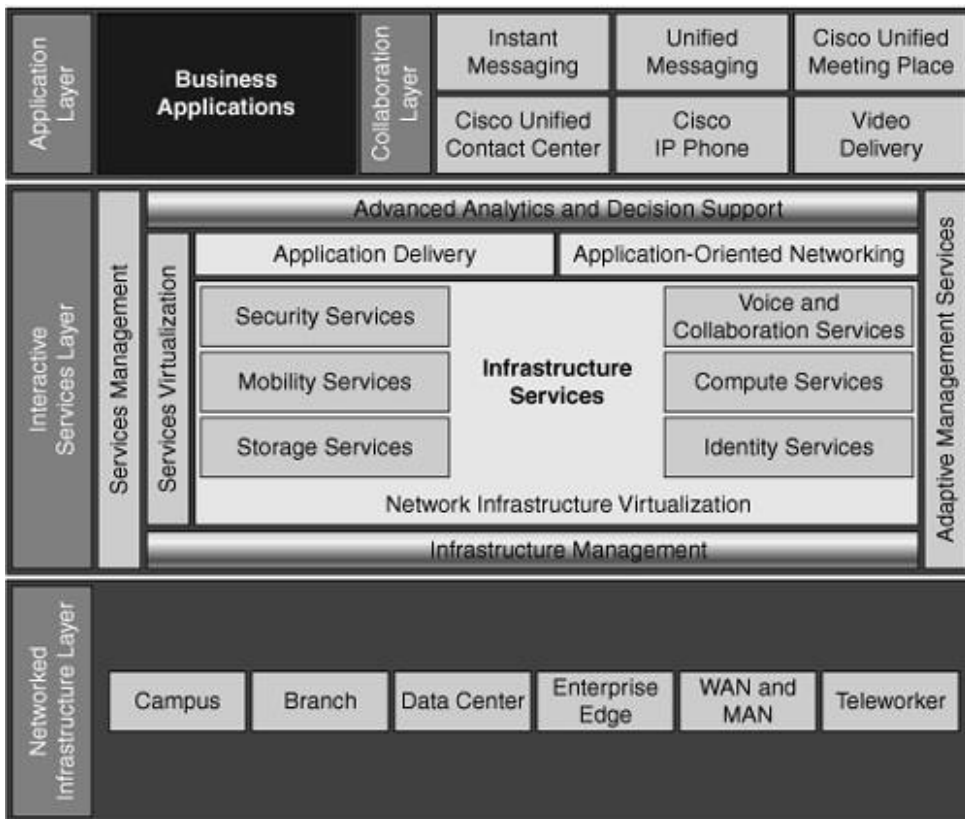 Application
Layer
Business
Applications
Collaboration
Layer
Instant
Messaging
Unified
Messaging
Cisco Unified
Meeting Place
Cisco Unified
Contact Center
Cisco
IP Phone
Video
Delivery
Interactive
Services Layer
Services Management
Advanced Analytics and Decision Support
Services Virtualization
Application Delivery
Application-Oriented Networking
Security Services
Mobility Services
Storage Services
Infrastructure
Services
Voice and
Collaboration Services
Compute Services
Identity Services
Network Infrastructure Virtualization
Infrastructure Management
Adaptive Management Services
Networked
Infrastructure Layer
Campus
Branch
Data Center
Enterprise
Edge
WAN and
MAN
Teleworker